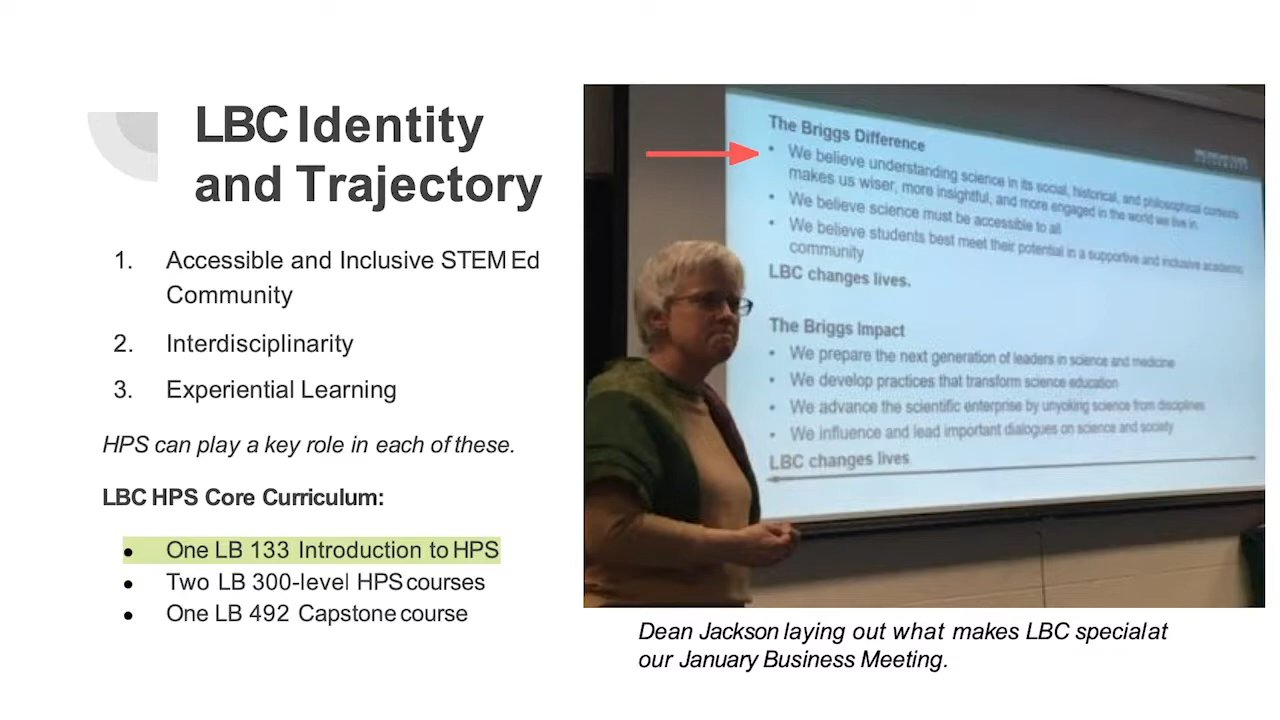 LBC Identity
and Trajectory
1. Accessible and Inclusive STEM Ed
Community
2. Interdisciplinarity
3. Experiential Learning
HPS can play a key role in each of these.
LBC HPS Core Curriculum:
● One LB 133 Introduction to HPS
● Two LB 300-level HPS courses
● One LB 492 Capstone course
The Briggs Difference
• We believe understanding science in its social, historical, and philosophical contexts
makes us wiser, more insightful, and more engaged in the world we live in.
• We believe science must be accessible to all
• We believe students best meet their potential in a supportive and inclusive academic
community
LBC changes lives.
The Briggs Impact
• We prepare the next generation of leaders in science and medicine
• We develop practices that transform science education
• We advance the scientific enterprise by unyoking science from disciplines
• We influence and lead important dialogues on science and society
LBC changes lives
Dean Jackson laying out what makes LBC special at
our January Business Meeting.